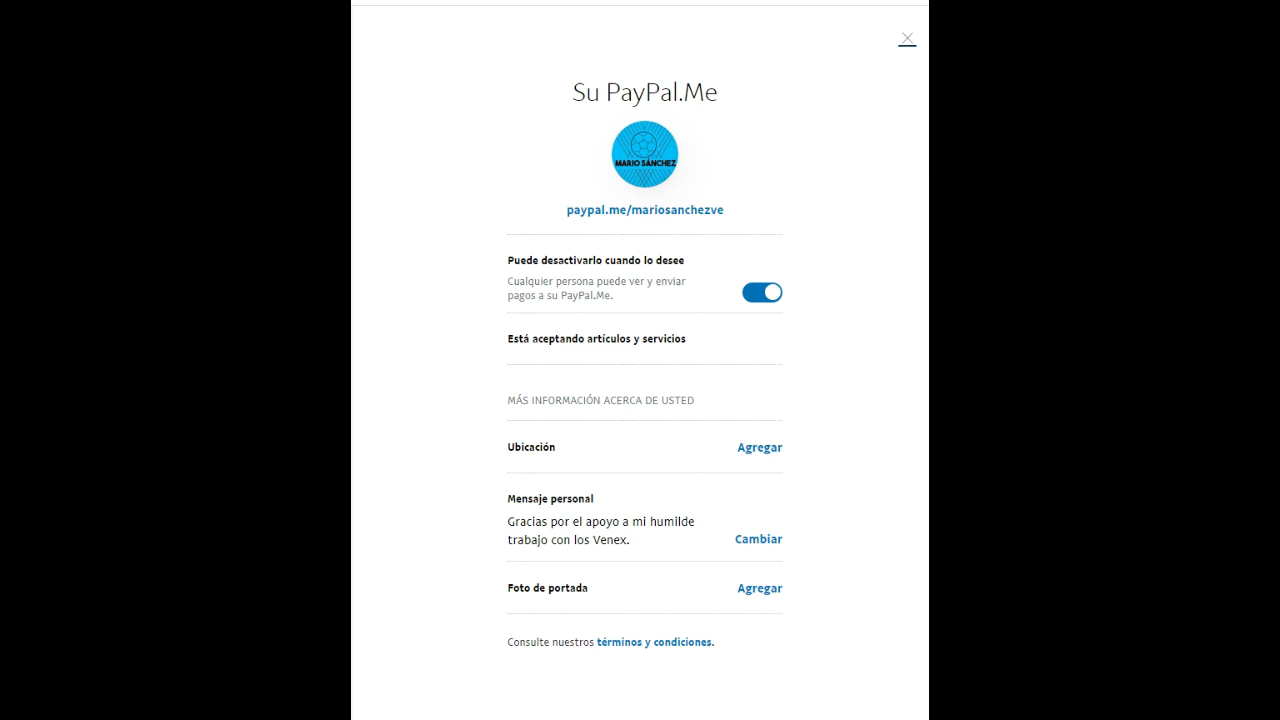 Su PayPal.Me
MARIO SÁNCHEZ
paypal.me/mariosanchezve
Puede desactivarlo cuando lo desee
Cualquier persona puede ver y enviar
pagos a su PayPal.Me.
Está aceptando artículos y servicios
MÁS INFORMACIÓN ACERCA DE USTED
Ubicación Agregar
Mensaje personal
Gracias por el apoyo a mi humilde
trabajo con los Venex. Cambiar
Foto de portada Agregar
Consulte nuestros términos y condiciones.